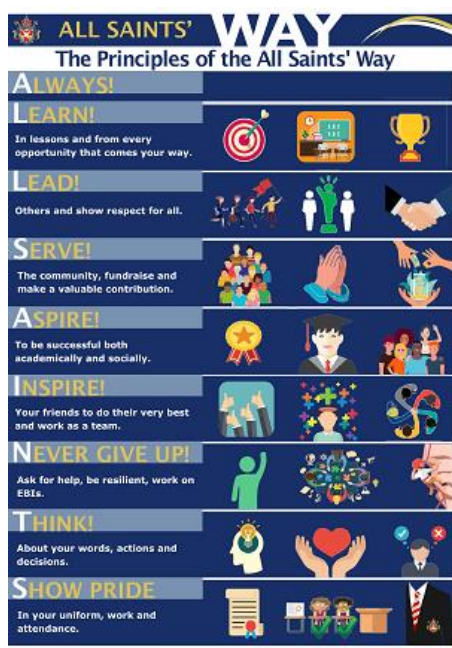 ALL SAINTS' WAY
The Principles of the All Saints' Way
ALWAYS!
LEARN!
In lessons and from every
opportunity that comes your way.
LEAD!
Others and show respect for all.
SERVE!
The community, fundraise and
make a valuable contribution.
ASPIRE!
To be successful both
academically and socially.
INSPIRE!
Your friends to do their very best
and work as a team.
NEVER GIVE UP!
Ask for help, be resilient, work on
EBIs.
THINK!
About your words, actions and
decisions.
SHOW PRIDE
In your uniform, work and
attendance.